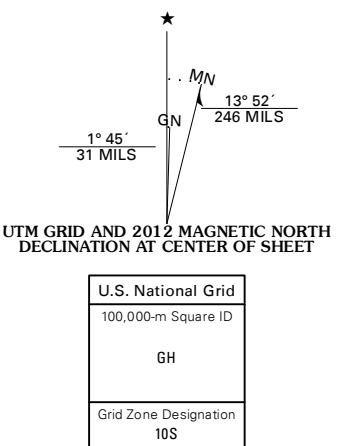 ★
MN
GN
13° 52´
246 MILS
1° 45´
31 MILS
UTM GRID AND 2012 MAGNETIC NORTH
DECLINATION AT CENTER OF SHEET
U.S. National Grid
100,000-m Square ID
GH
Grid Zone Designation
10S